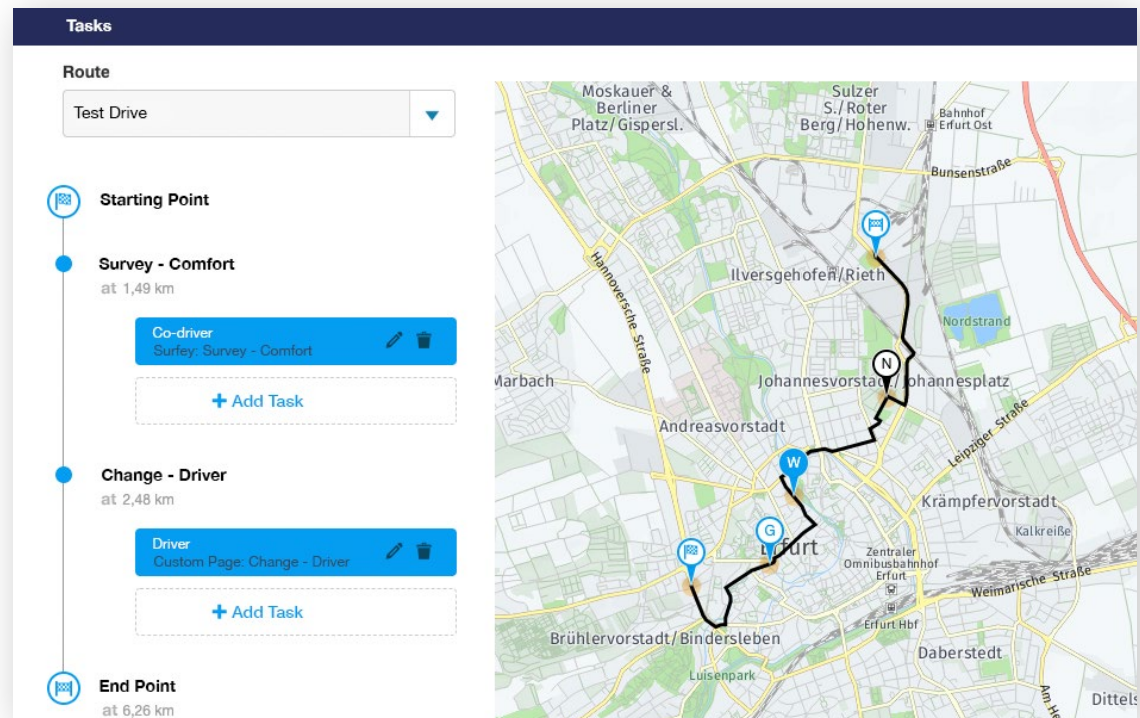 Tasks
Route
Test Drive
Starting Point
Survey - Comfort
at 1,49 km
Co-driver
Surfey: Survey - Comfort
+ Add Task
Change - Driver
at 2,48 km
Driver
Custom Page: Change - Driver
+ Add Task
End Point
at 6,26 km
Moskauer &
Berliner
Platz/Gispersl.
Sulzer
S./Roter
Berg/Hohenw.
Bahnhof
Erfurt Ost
Bunsenstraße
Hannoversche Straße
Ilversgehofen/Rieth
Nordstrand
N
Marbach
Johannesvorstadt/Johannesplatz
Andreasvorstadt
Leipziger Straße
W
Krämpfervorstadt
G
Erfurt
Kalkreiße
Zentraler
Omnibusbahnhof
Erfurt
Weimarische Straße
Erfurt Hbf
Brühlervorstadt/Bindersleben
Daberstedt
Luisenpark
Am He
Dittels